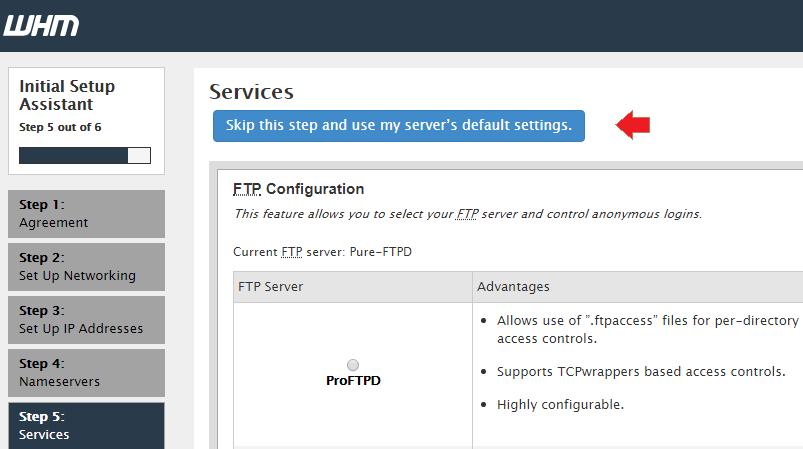 WHM
Initial Setup
Assistant
Step 5 out of 6
Step 1:
Agreement
Step 2:
Set Up Networking
Step 3:
Set Up IP Addresses
Step 4:
Nameservers
Step 5:
Services
Services
Skip this step and use my server's default settings.
FTP Configuration
This feature allows you to select your FTP server and control anonymous logins.
Current FTP server: Pure-FTPD
FTP Server
Advantages
ProFTPD
Allows use of ".ftpaccess" files for per-directory
access controls.
Supports TCPwrappers based access controls.
Highly configurable.